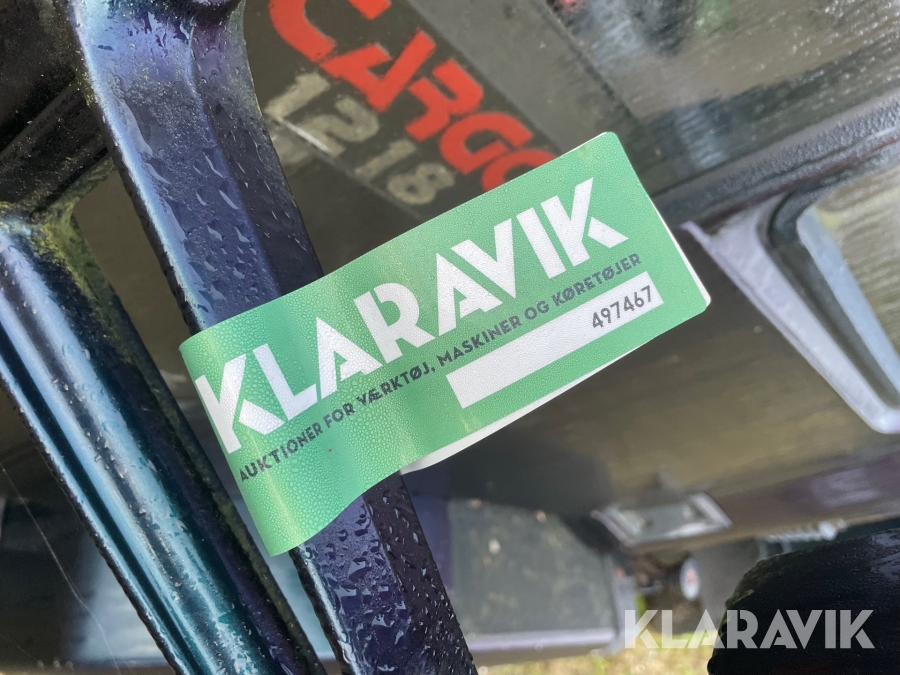 CARGO
1218
KLARAVIK
AUKTIONER FOR VÆRKTØJ, MASKINER OG KØRETØJER
497467
KLARAVIK